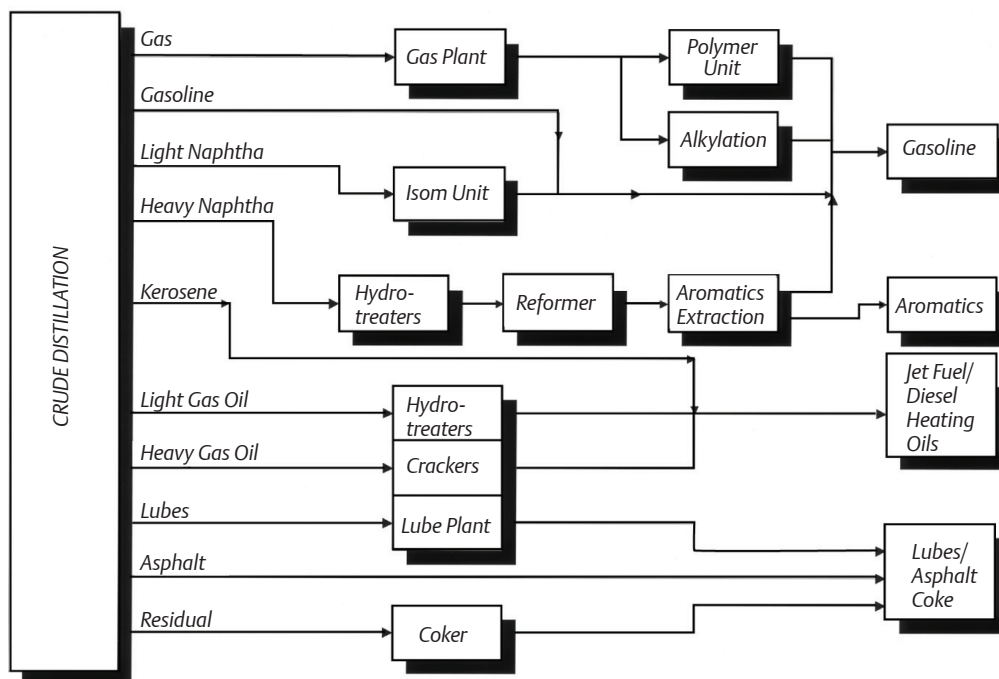 CRUDE DISTILLATION
Gas
Gas Plant
Polymer
Unit
Gasoline
Alkylation
Gasoline
Light Naphtha
Isom Unit
Heavy Naphtha
Kerosene
Hydro-
treaters
Reformer
Aromatics
Extraction
Aromatics
Light Gas Oil
Hydro-
treaters
Jet Fuel/
Diesel
Heating
Oils
Heavy Gas Oil
Crackers
Lubes
Lube Plant
Lubes/
Asphalt
Coke
Asphalt
Residual
Coker